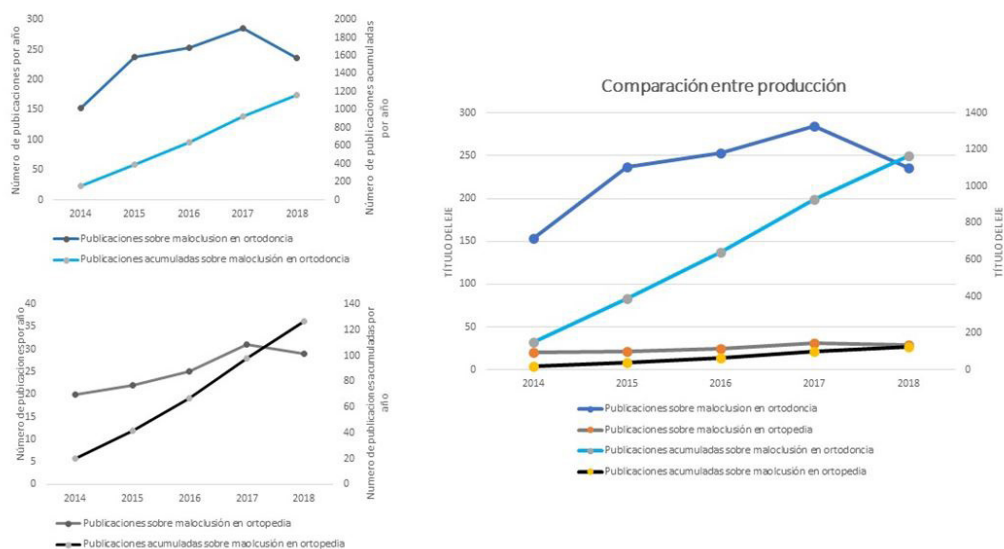 Número de pubicaciones por año
300
250
200
150
100
50
0
2000
1800
1600
1400
1200
1000
800
600
400
200
0
Número de publicaciones acumuladas
por año
2014 2015 2016 2017 2018
Publicaciones sobre maloclusion en ortodoncia
Publicaciones acumuladas sobre maloclusión en ortodoncia
Número de pubicaciones por año
40
35
30
25
20
15
10
5
0
140
120
100
80
60
40
20
0
Numero de publicaciones acumuladas por
año
2014 2015 2016 2017 2018
Publicaciones sobre maloclusión en ortopedia
Publicaciones acumuladas sobre maolcusión en ortopedia
Comparación entre producción
TÍTULO DEL EJE
300
250
200
150
100
50
0
1400
1200
1000
800
600
400
200
0
TÍTULO DEL EJE
2014 2015 2016 2017 2018
Publicaciones sobre maloclusion en ortodoncia
Publicaciones sobre maloclusión en ortopedia
Publicaciones acumuladas sobre maloclusión en ortodoncia
Publicaciones acumuladas sobre maolcusión en ortopedia